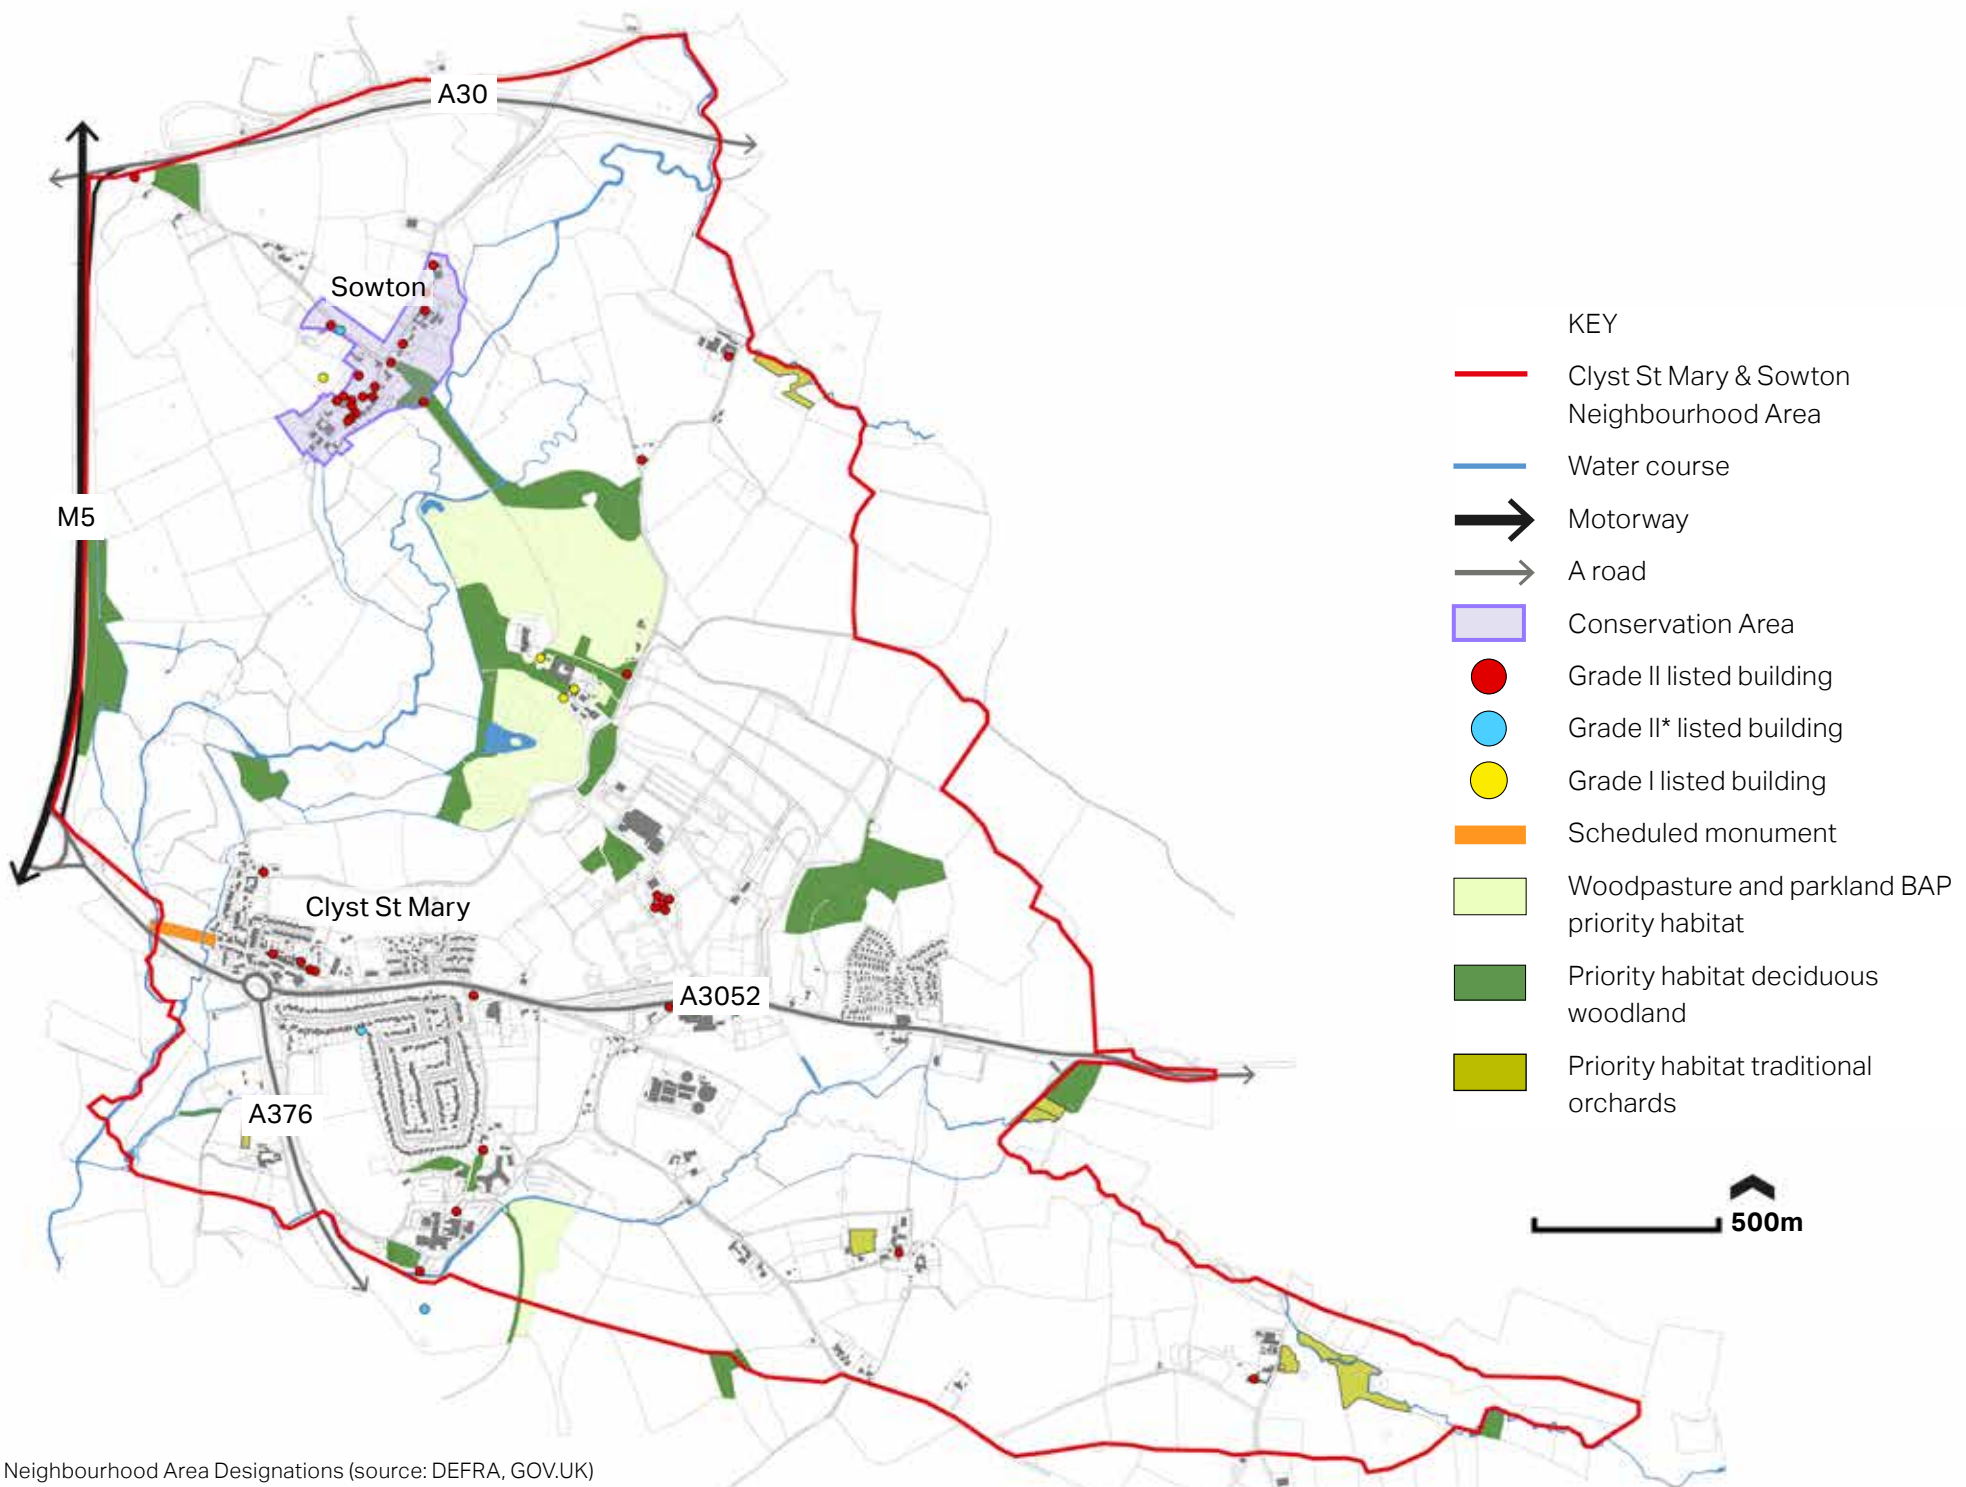 A30
Sowton
M5
Clyst St Mary
A3052
A376
KEY
Clyst St Mary & Sowton
Neighbourhood Area
Water course
Motorway
A road
Conservation Area
Grade II listed building
Grade II* listed building
Grade I listed building
Scheduled monument
Woodpasture and parkland BAP
priority habitat
Priority habitat deciduous
woodland
Priority habitat traditional
orchards
500m
Neighbourhood Area Designations (source: DEFRA, GOV.UK)